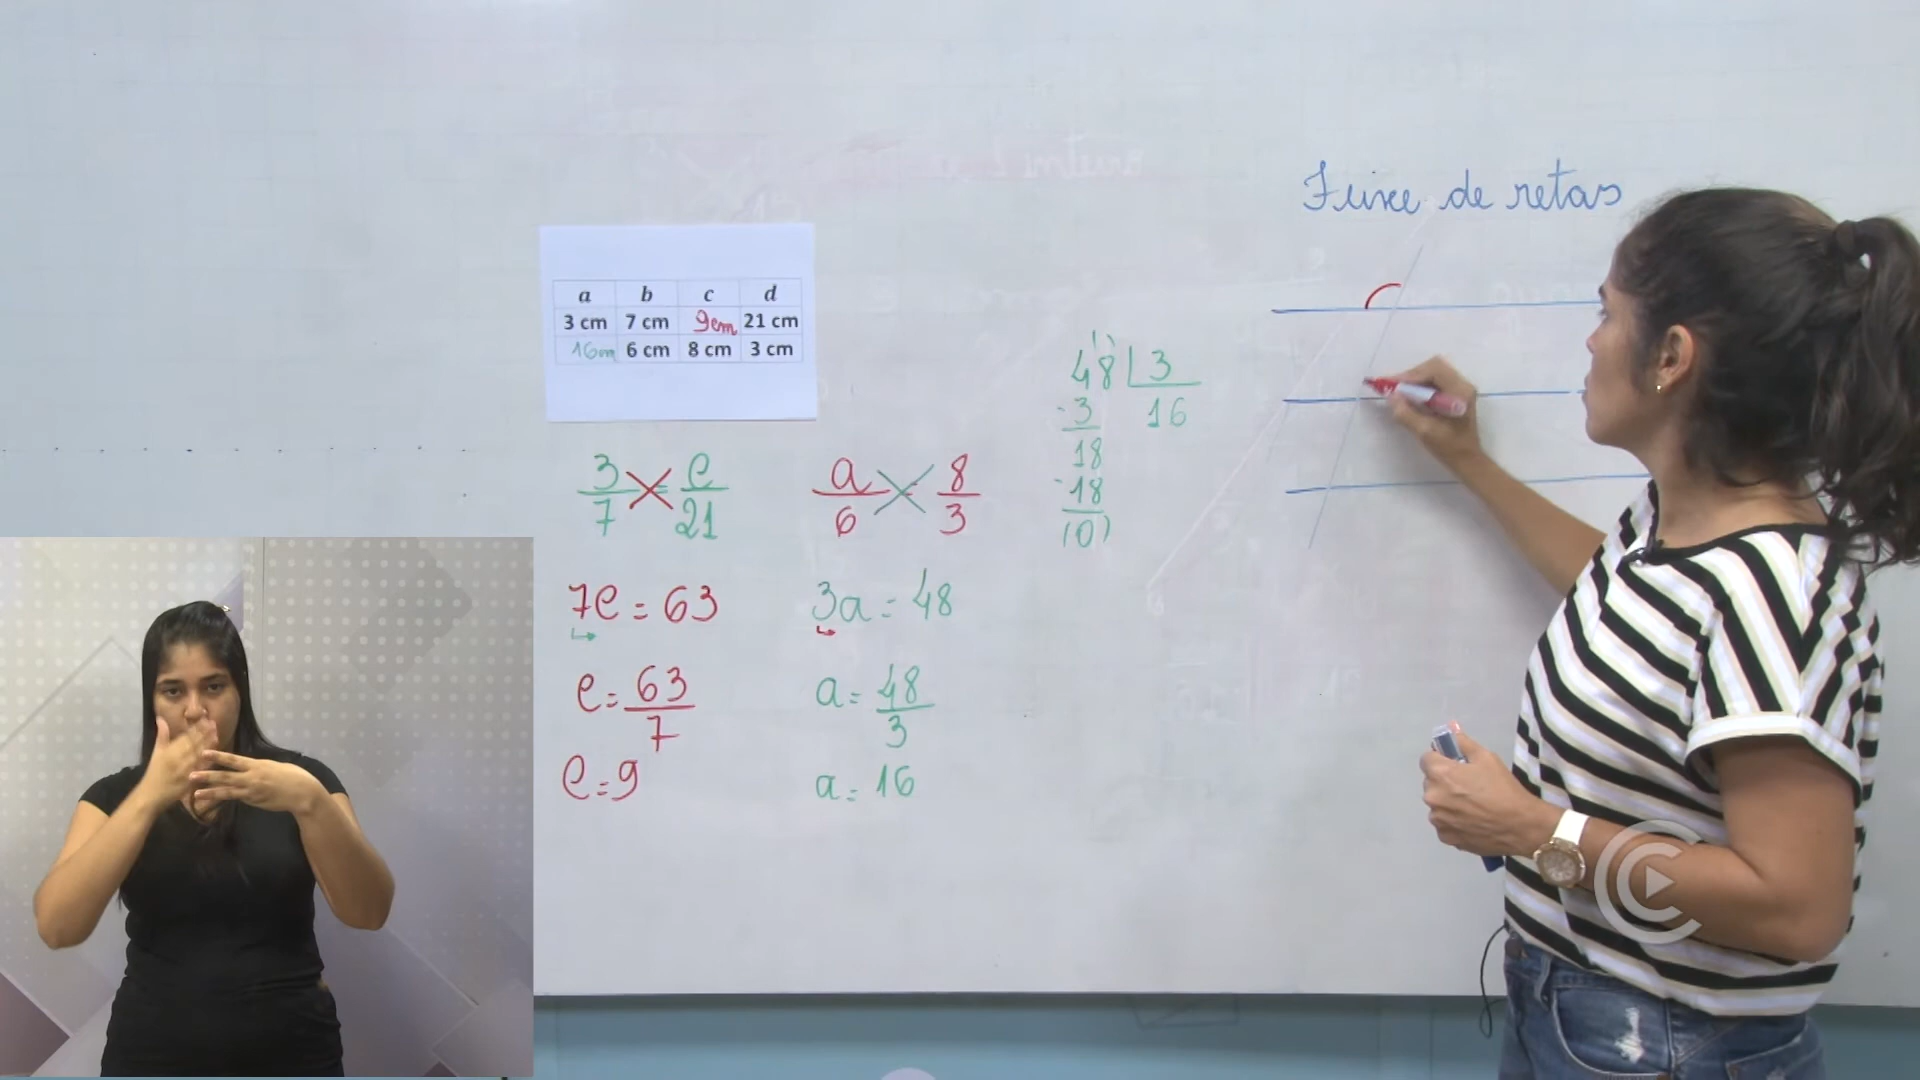 Feixe de retas
a b c d
3 cm 7 cm 9cm 21 cm
16cm 6 cm 8 cm 3 cm
3/7 = c/21
7c = 63
c = 63/7
c = 9
a/6 = 8/3
3a = 48
a = 48/3
a = 16
48 | 3
-3 16
18
-18
(0)